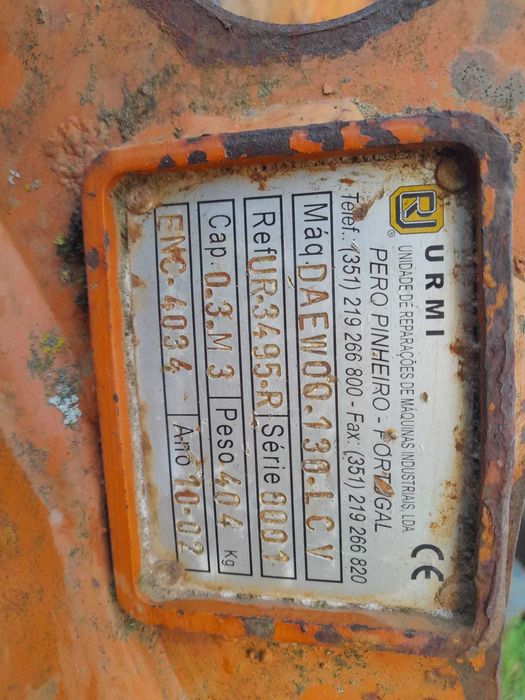 URMI
UNIDADE DE REPARAÇÕES DE MÁQUINAS INDUSTRIAIS, LDA
PERO PINHEIRO - PORTUGAL
Telef.: (351) 219 266 800 - Fax: (351) 219 266 820
Máq. DAEWOO.130.LCV
Ref UR.3495.R Série 0001
Cap. 0.3.M3 Peso 404 Kg
ENC.4034 Ano 10-02
CE